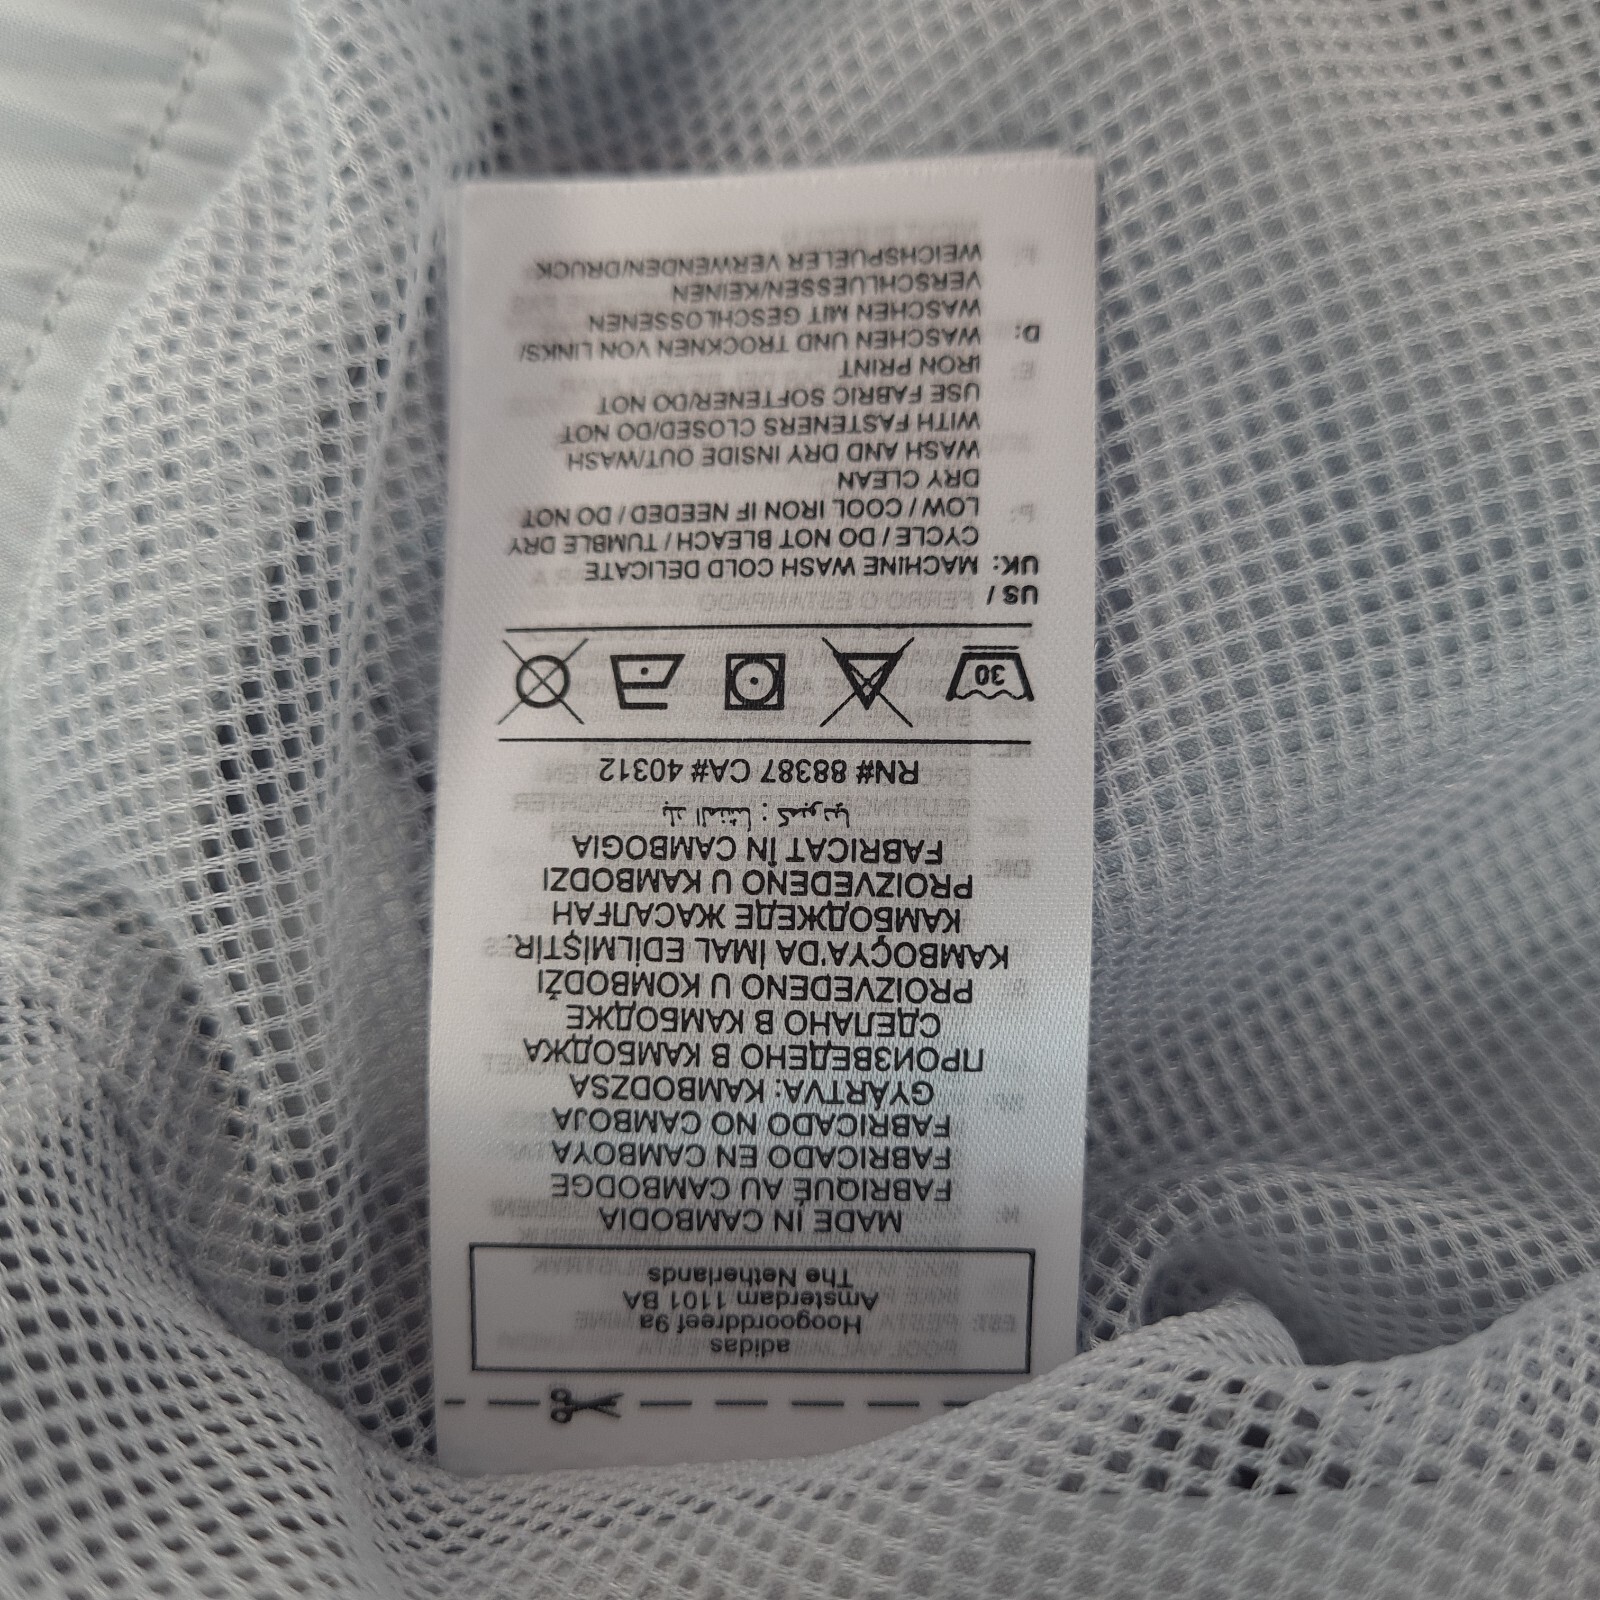 adidas
Hoogoordreef 9a
Amsterdam 1101 BA
The Netherlands
MADE IN CAMBODIA
FABRIQUÉ AU CAMBODGE
FABRICADO EN CAMBOYA
FABRICADO NO CAMBOJA
GYÁRTVA: KAMBODZSA
ПРОИЗВЕДЕНО В КАМБОДЖА
СДЕЛАНО В КАМБОДЖЕ
PROIZVEDENO U KOMBODŽI
KAMBOÇYA'DA İMAL EDİLMİŞTİR.
КАМБОДЖЕДЕ ЖАСАЛҒАН
PROIZVEDENO U KAMBODZI
FABRICAT ÎN CAMBOGIA
بلد المنشأ : كمبوديا
RN# 88387 CA# 40312
30
US /
UK: MACHINE WASH COLD DELICATE
CYCLE / DO NOT BLEACH / TUMBLE DRY
LOW / COOL IRON IF NEEDED / DO NOT
DRY CLEAN
WASH AND DRY INSIDE OUT/WASH
WITH FASTENERS CLOSED/DO NOT
USE FABRIC SOFTENER/DO NOT
IRON PRINT
D: WASCHEN UND TROCKNEN VON LINKS/
WASCHEN MIT GESCHLOSSENEN
VERSCHLUESSEN/KEINEN
WEICHSPUELER VERWENDEN/DRUCK